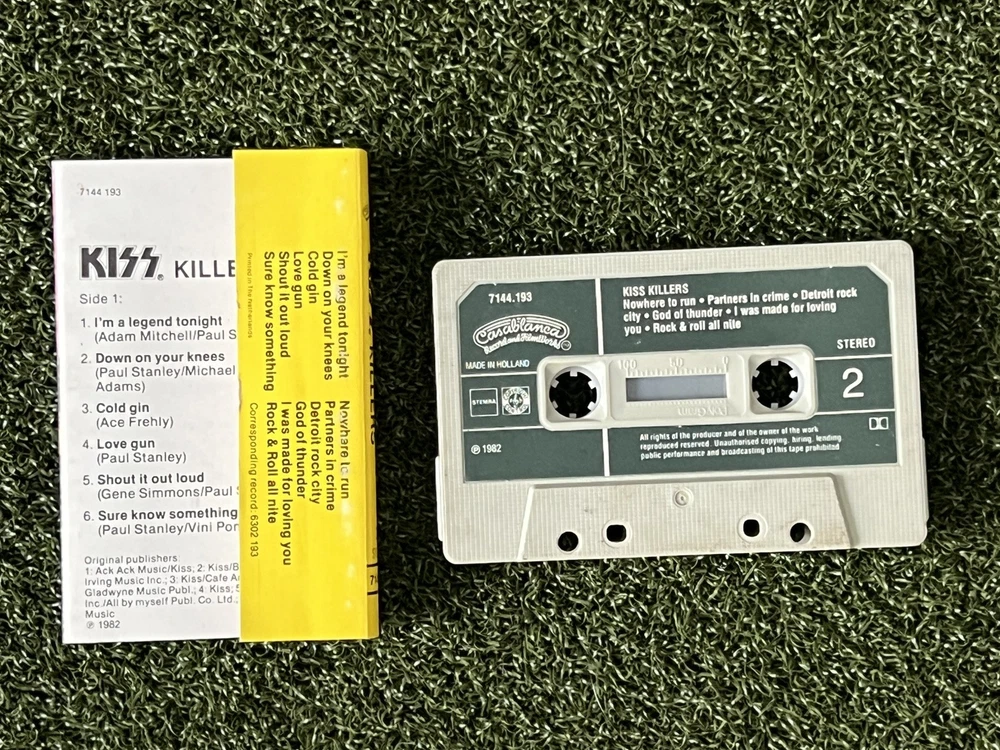 7144 193
KISS. KILLE
Side 1:
1. I'm a legend tonight
(Adam Mitchell/Paul S
2. Down on your knees
(Paul Stanley/Michael
Adams)
3. Cold gin
(Ace Frehly)
4. Love gun
(Paul Stanley)
5. Shout it out loud
(Gene Simmons/Paul
6. Sure know something
(Paul Stanley/Vini Pon
Original publishers:
1: Ack Ack Music/Kiss; 2: Kiss/B
Irving Music Inc.; 3: Kiss/Cafe A
Gladwyne Music Publ.; 4: Kiss;
Inc./All by myself Publ. Co. Ltd.;
Music
℗ 1982
I'm a legend tonight
Down on your knees
Cold gin
Love gun
Shout it out loud
Sure know something
Printed in The Netherlands
Nowhare to run
Partners in crime
Detroit rock city
God of thunder
I was made for loving you
Rock & Roll all nite
Corresponding record: 6302 193
KILLERS
7144.193
Casablanca
Record and FilmWorks
MADE IN HOLLAND
STEMRA
℗ 1982
KISS KILLERS
Nowhere to run • Partners in crime • Detroit rock
city • God of thunder • I was made for loving
you • Rock & roll all nite
STEREO
2
100 50 0
All rights of the producer and of the owner of the work
reproduced reserved. Unauthorised copying, hiring, lending
public performance and broadcasting of this tape prohibited